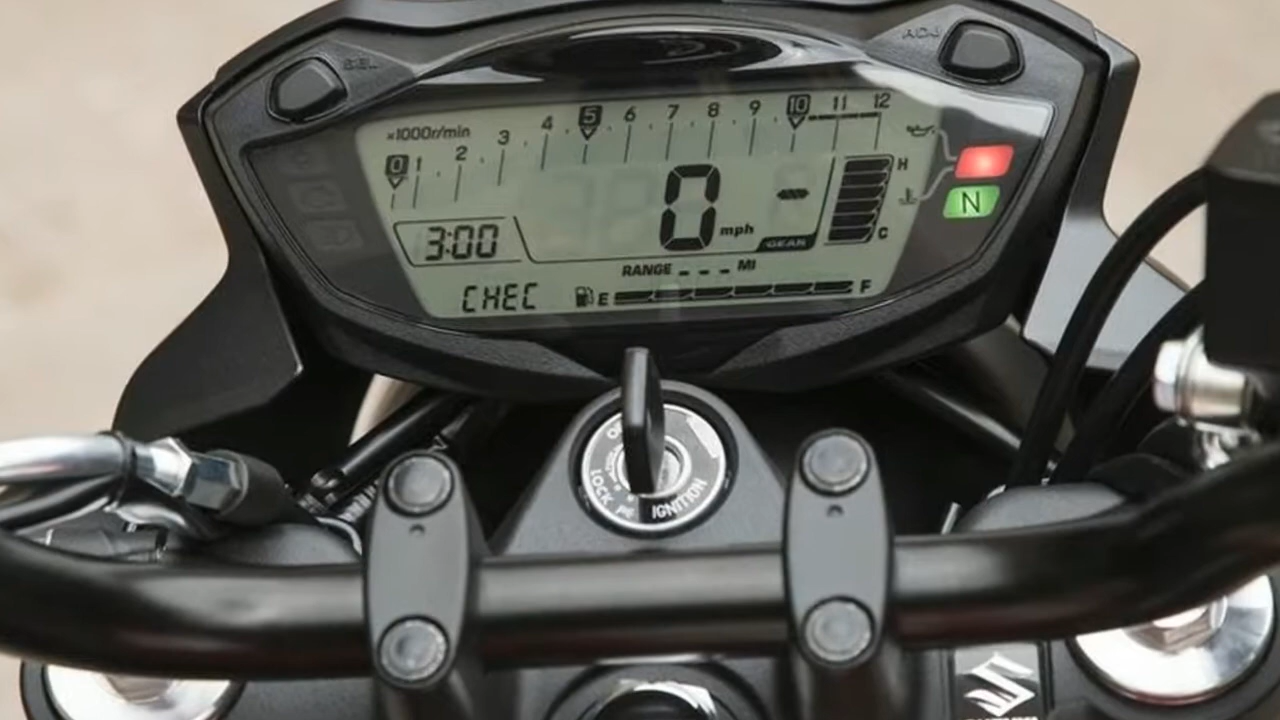 SEL
ADJ
×1000r/min
0 1 2 3 4 5 6 7 8 9 10 11 12
H
N
3:00
0 mph
-
GEAR
C
RANGE --- MI
CHEC
E F
LOCK
IGNITION